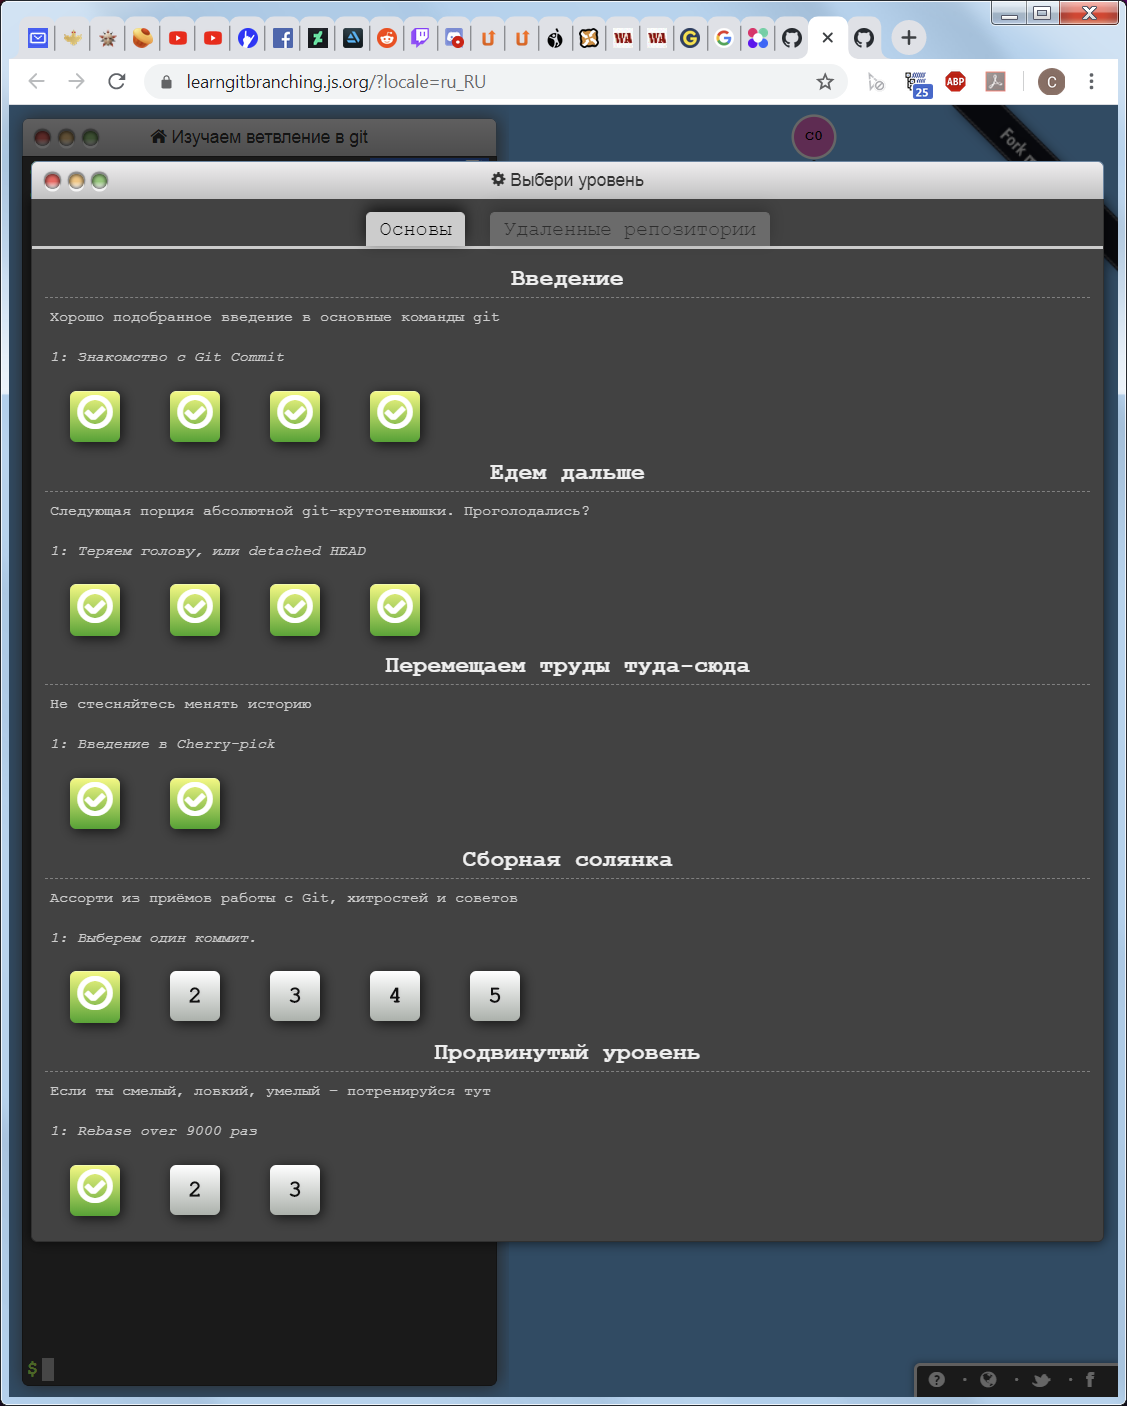 learngitbranching.js.org/?locale=ru_RU
25
ABP
C
Изучаем ветвление в git
C0
Выбери уровень
Основы
Удаленные репозитории
Введение
Хорошо подобранное введение в основные команды git
1: Знакомство с Git Commit
Едем дальше
Следующая порция абсолютной git-крутотенюшки. Проголодались?
1: Теряем голову, или detached HEAD
Перемещаем труды туда-сюда
Не стесняйтесь менять историю
1: Введение в Cherry-pick
Сборная солянка
Ассорти из приёмов работы с Git, хитростей и советов
1: Выберем один коммит.
2 3 4 5
Продвинутый уровень
Если ты смелый, ловкий, умелый – потренируйся тут
1: Rebase over 9000 раз
2 3
$